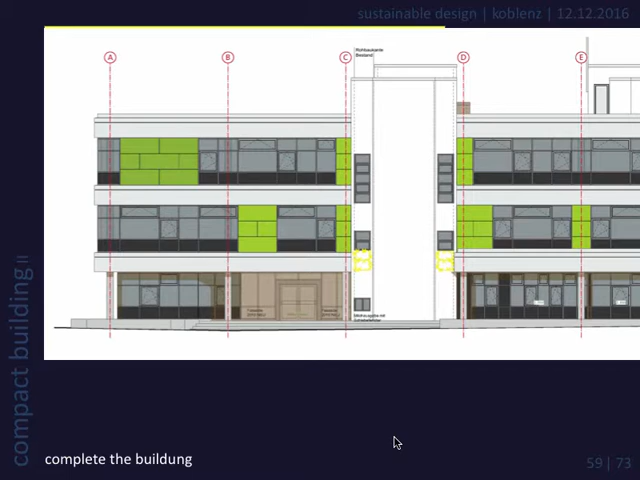 sustainable design | koblenz | 12.12.2016
A B C D E
compact building II
complete the buildung
59 | 73